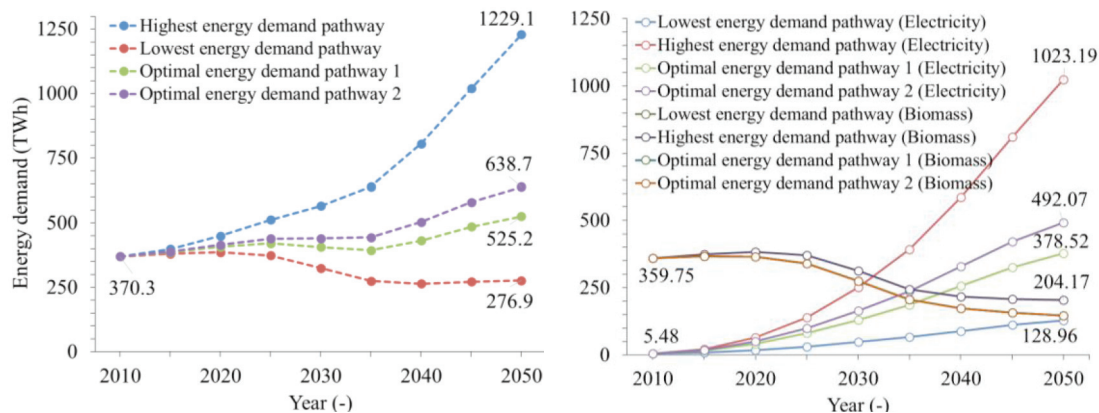 1250
1000
750
500
250
0
Energy demand (TWh)
Highest energy demand pathway
Lowest energy demand pathway
Optimal energy demand pathway 1
Optimal energy demand pathway 2
1229.1
638.7
525.2
276.9
370.3
2010 2020 2030 2040 2050
Year (-)
1250
1000
750
500
250
0
Lowest energy demand pathway (Electricity)
Highest energy demand pathway (Electricity)
Optimal energy demand pathway 1 (Electricity)
Optimal energy demand pathway 2 (Electricity)
Lowest energy demand pathway (Biomass)
Highest energy demand pathway (Biomass)
Optimal energy demand pathway 1 (Biomass)
Optimal energy demand pathway 2 (Biomass)
1023.19
492.07
378.52
204.17
128.96
359.75
5.48
2010 2020 2030 2040 2050
Year (-)